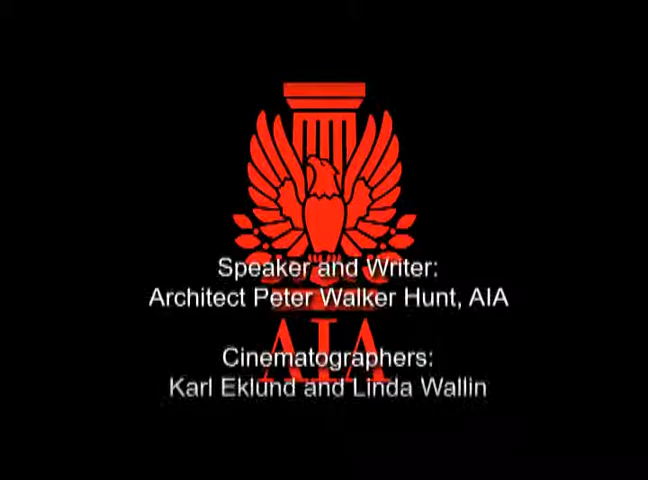 Speaker and Writer:
Architect Peter Walker Hunt, AIA
AIA
Cinematographers:
Karl Eklund and Linda Wallin